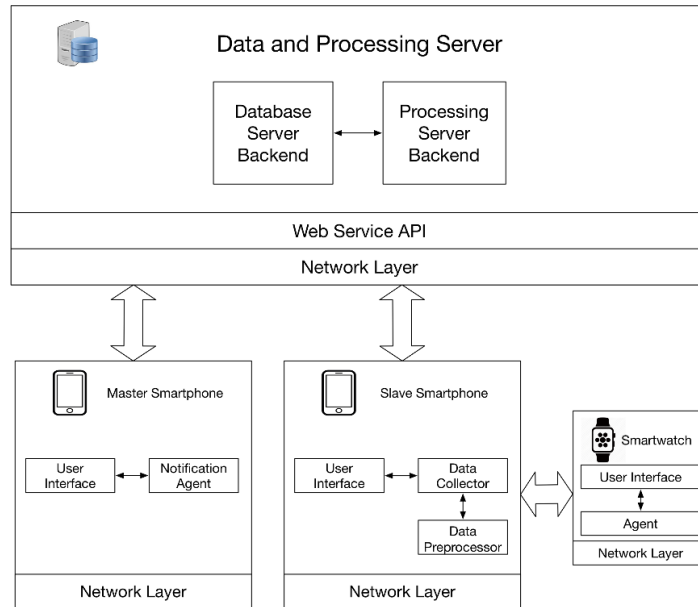 Data and Processing Server
Database
Server
Backend
Processing
Server
Backend
Web Service API
Network Layer
Master Smartphone
User
Interface
Notification
Agent
Network Layer
Slave Smartphone
User
Interface
Data
Collector
Data
Preprocessor
Network Layer
Smartwatch
User Interface
Agent
Network Layer